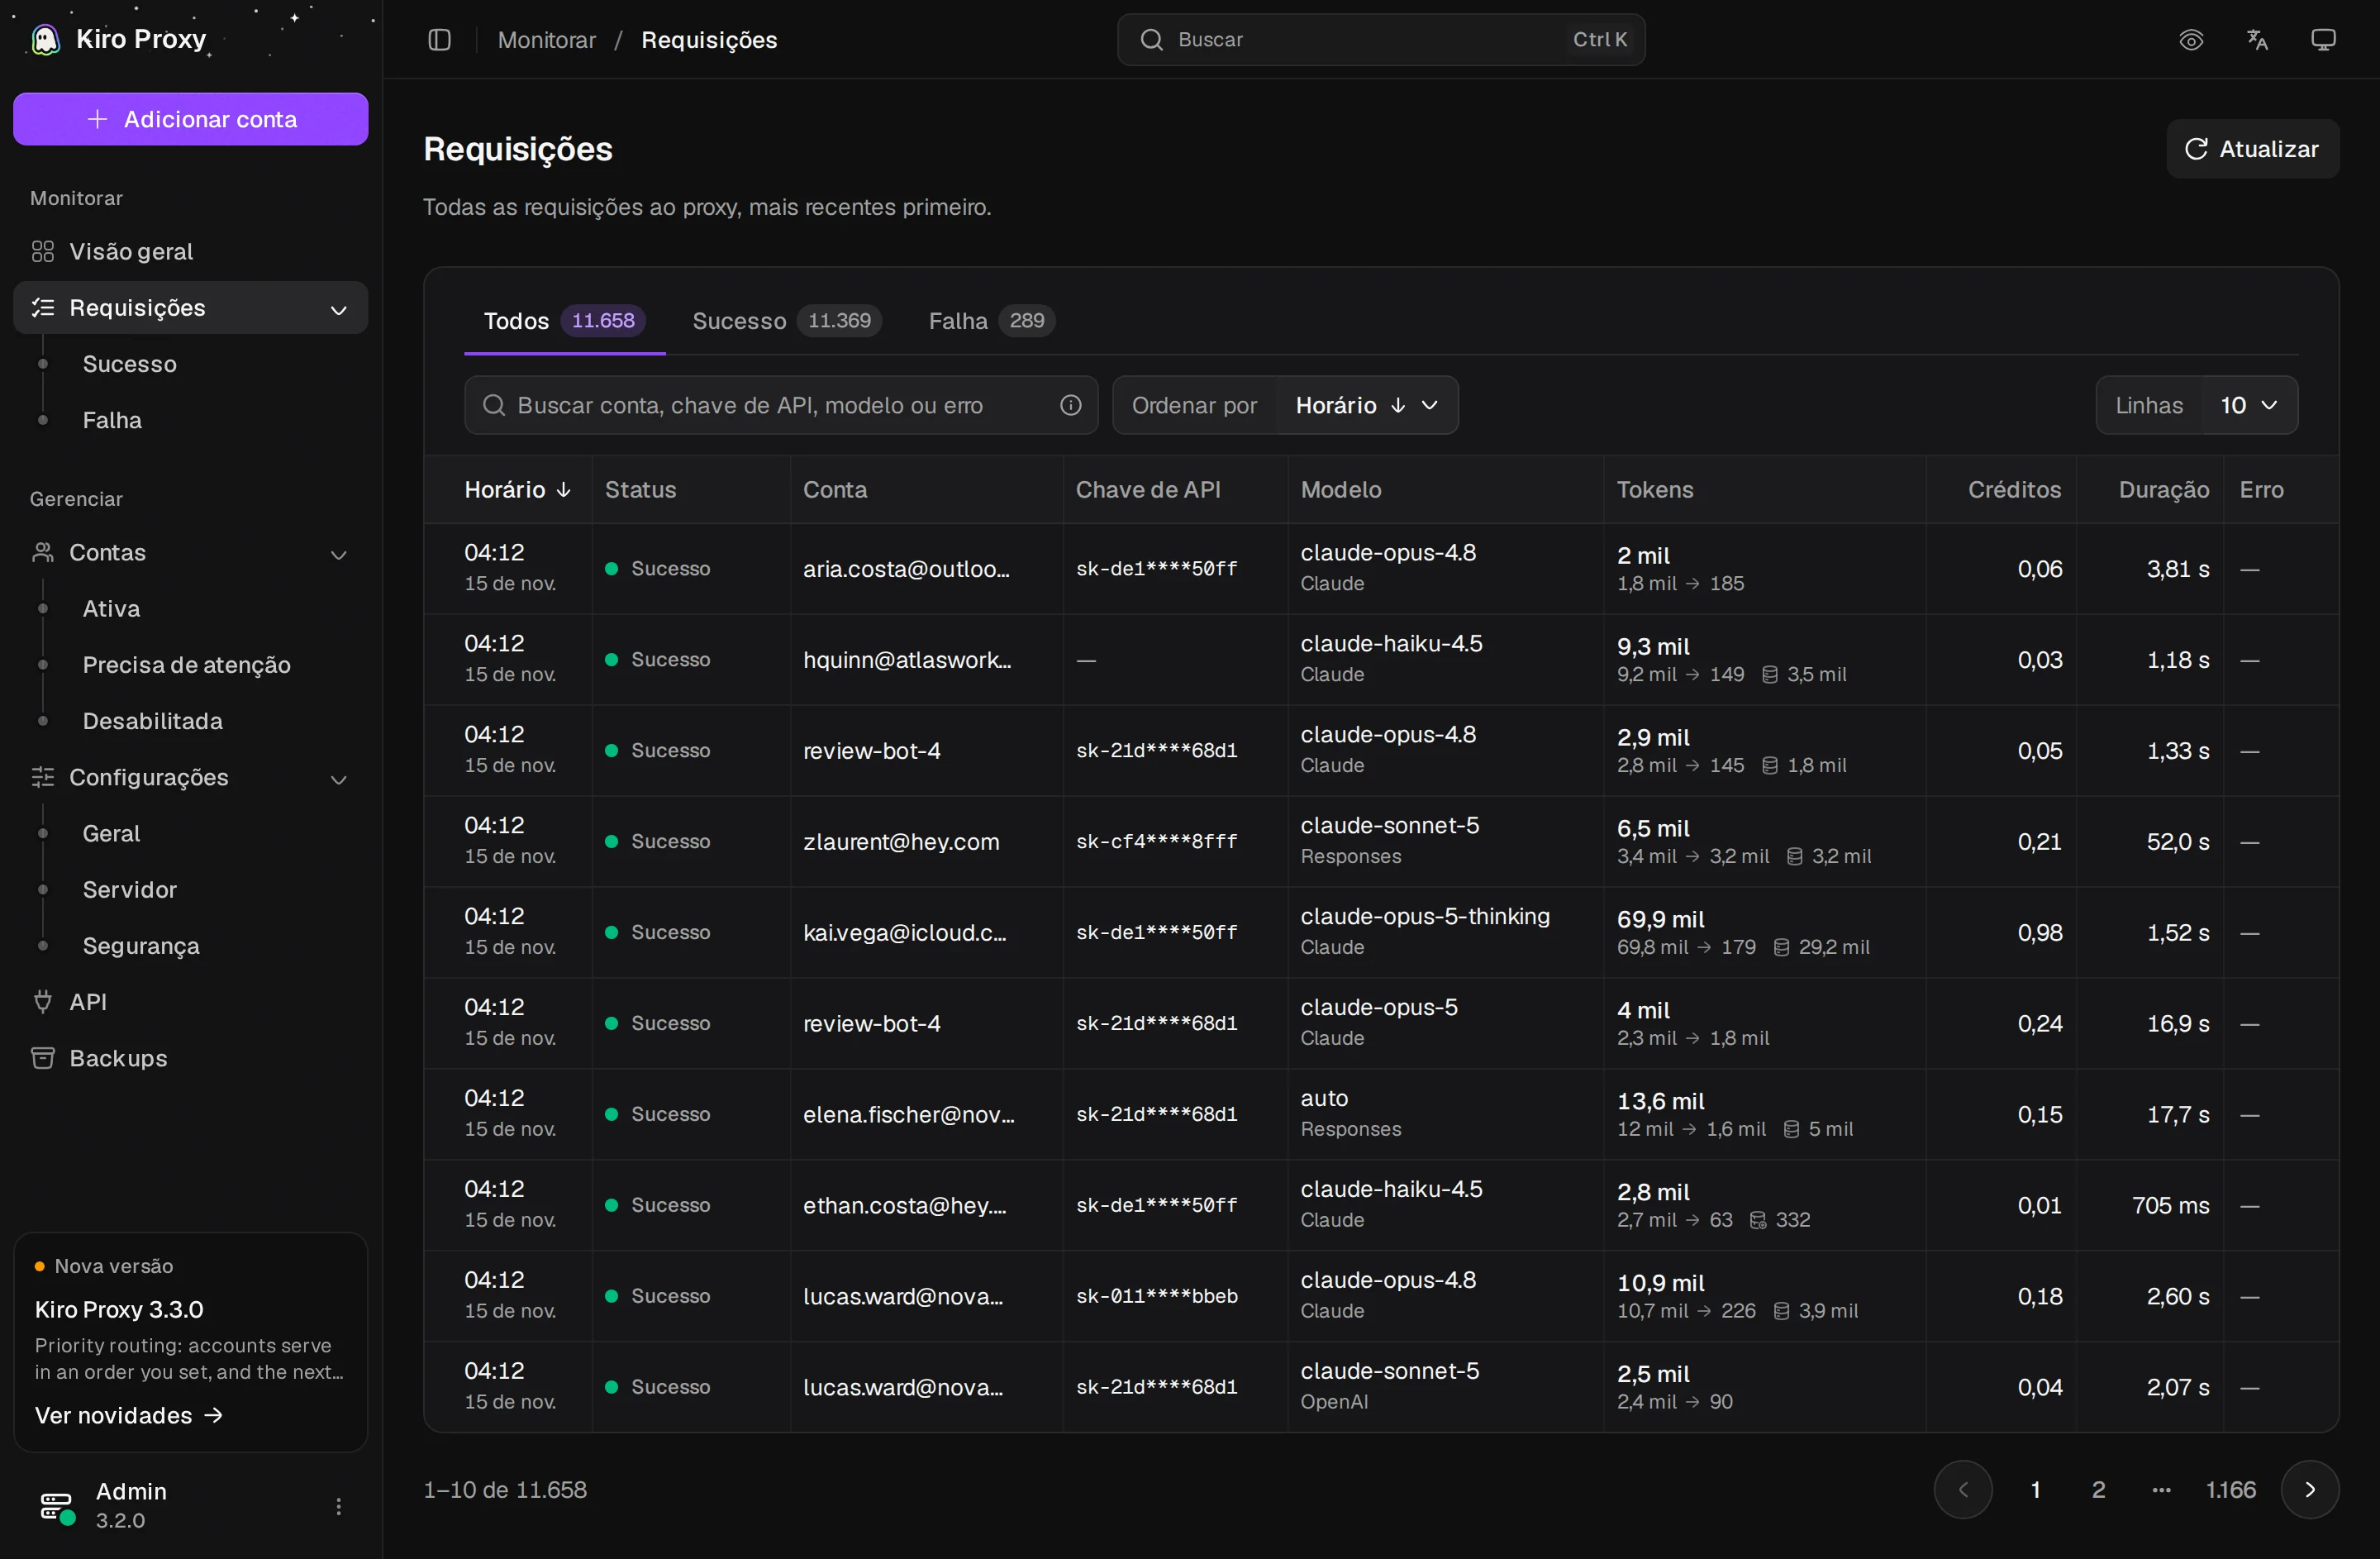 Kiro Proxy
Adicionar conta
Monitorar
Visão geral
Requisições
Sucesso
Falha
Gerenciar
Contas
Ativa
Precisa de atenção
Desabilitada
Configurações
Geral
Servidor
Segurança
API
Backups
Nova versão
Kiro Proxy 3.3.0
Priority routing: accounts serve
in an order you set, and the next...
Ver novidades →
Admin
3.2.0
Monitorar / Requisições
Buscar Ctrl K
Requisições
Atualizar
Todas as requisições ao proxy, mais recentes primeiro.
Todos 11.658 Sucesso 11.369 Falha 289
Buscar conta, chave de API, modelo ou erro Ordenar por Horário ↓ Linhas 10
Horário ↓ Status Conta Chave de API Modelo Tokens Créditos Duração Erro
04:12 claude-opus-4.8 2 mil
Sucesso aria.costa@outloo... sk-de1****50ff 0,06 3,81 s —
15 de nov. Claude 1,8 mil → 185
04:12 claude-haiku-4.5 9,3 mil
Sucesso hquinn@atlaswork... — 0,03 1,18 s —
15 de nov. Claude 9,2 mil → 149 3,5 mil
04:12 claude-opus-4.8 2,9 mil
Sucesso review-bot-4 sk-21d****68d1 0,05 1,33 s —
15 de nov. Claude 2,8 mil → 145 1,8 mil
04:12 claude-sonnet-5 6,5 mil
Sucesso zlaurent@hey.com sk-cf4****8fff 0,21 52,0 s —
15 de nov. Responses 3,4 mil → 3,2 mil 3,2 mil
04:12 claude-opus-5-thinking 69,9 mil
Sucesso kai.vega@icloud.c... sk-de1****50ff 0,98 1,52 s —
15 de nov. Claude 69,8 mil → 179 29,2 mil
04:12 claude-opus-5 4 mil
Sucesso review-bot-4 sk-21d****68d1 0,24 16,9 s —
15 de nov. Claude 2,3 mil → 1,8 mil
04:12 auto 13,6 mil
Sucesso elena.fischer@nov... sk-21d****68d1 0,15 17,7 s —
15 de nov. Responses 12 mil → 1,6 mil 5 mil
04:12 claude-haiku-4.5 2,8 mil
Sucesso ethan.costa@hey.... sk-de1****50ff 0,01 705 ms —
15 de nov. Claude 2,7 mil → 63 332
04:12 claude-opus-4.8 10,9 mil
Sucesso lucas.ward@nova... sk-011****bbeb 0,18 2,60 s —
15 de nov. Claude 10,7 mil → 226 3,9 mil
04:12 claude-sonnet-5 2,5 mil
Sucesso lucas.ward@nova... sk-21d****68d1 0,04 2,07 s —
15 de nov. OpenAI 2,4 mil → 90
1–10 de 11.658 1 2 ••• 1.166